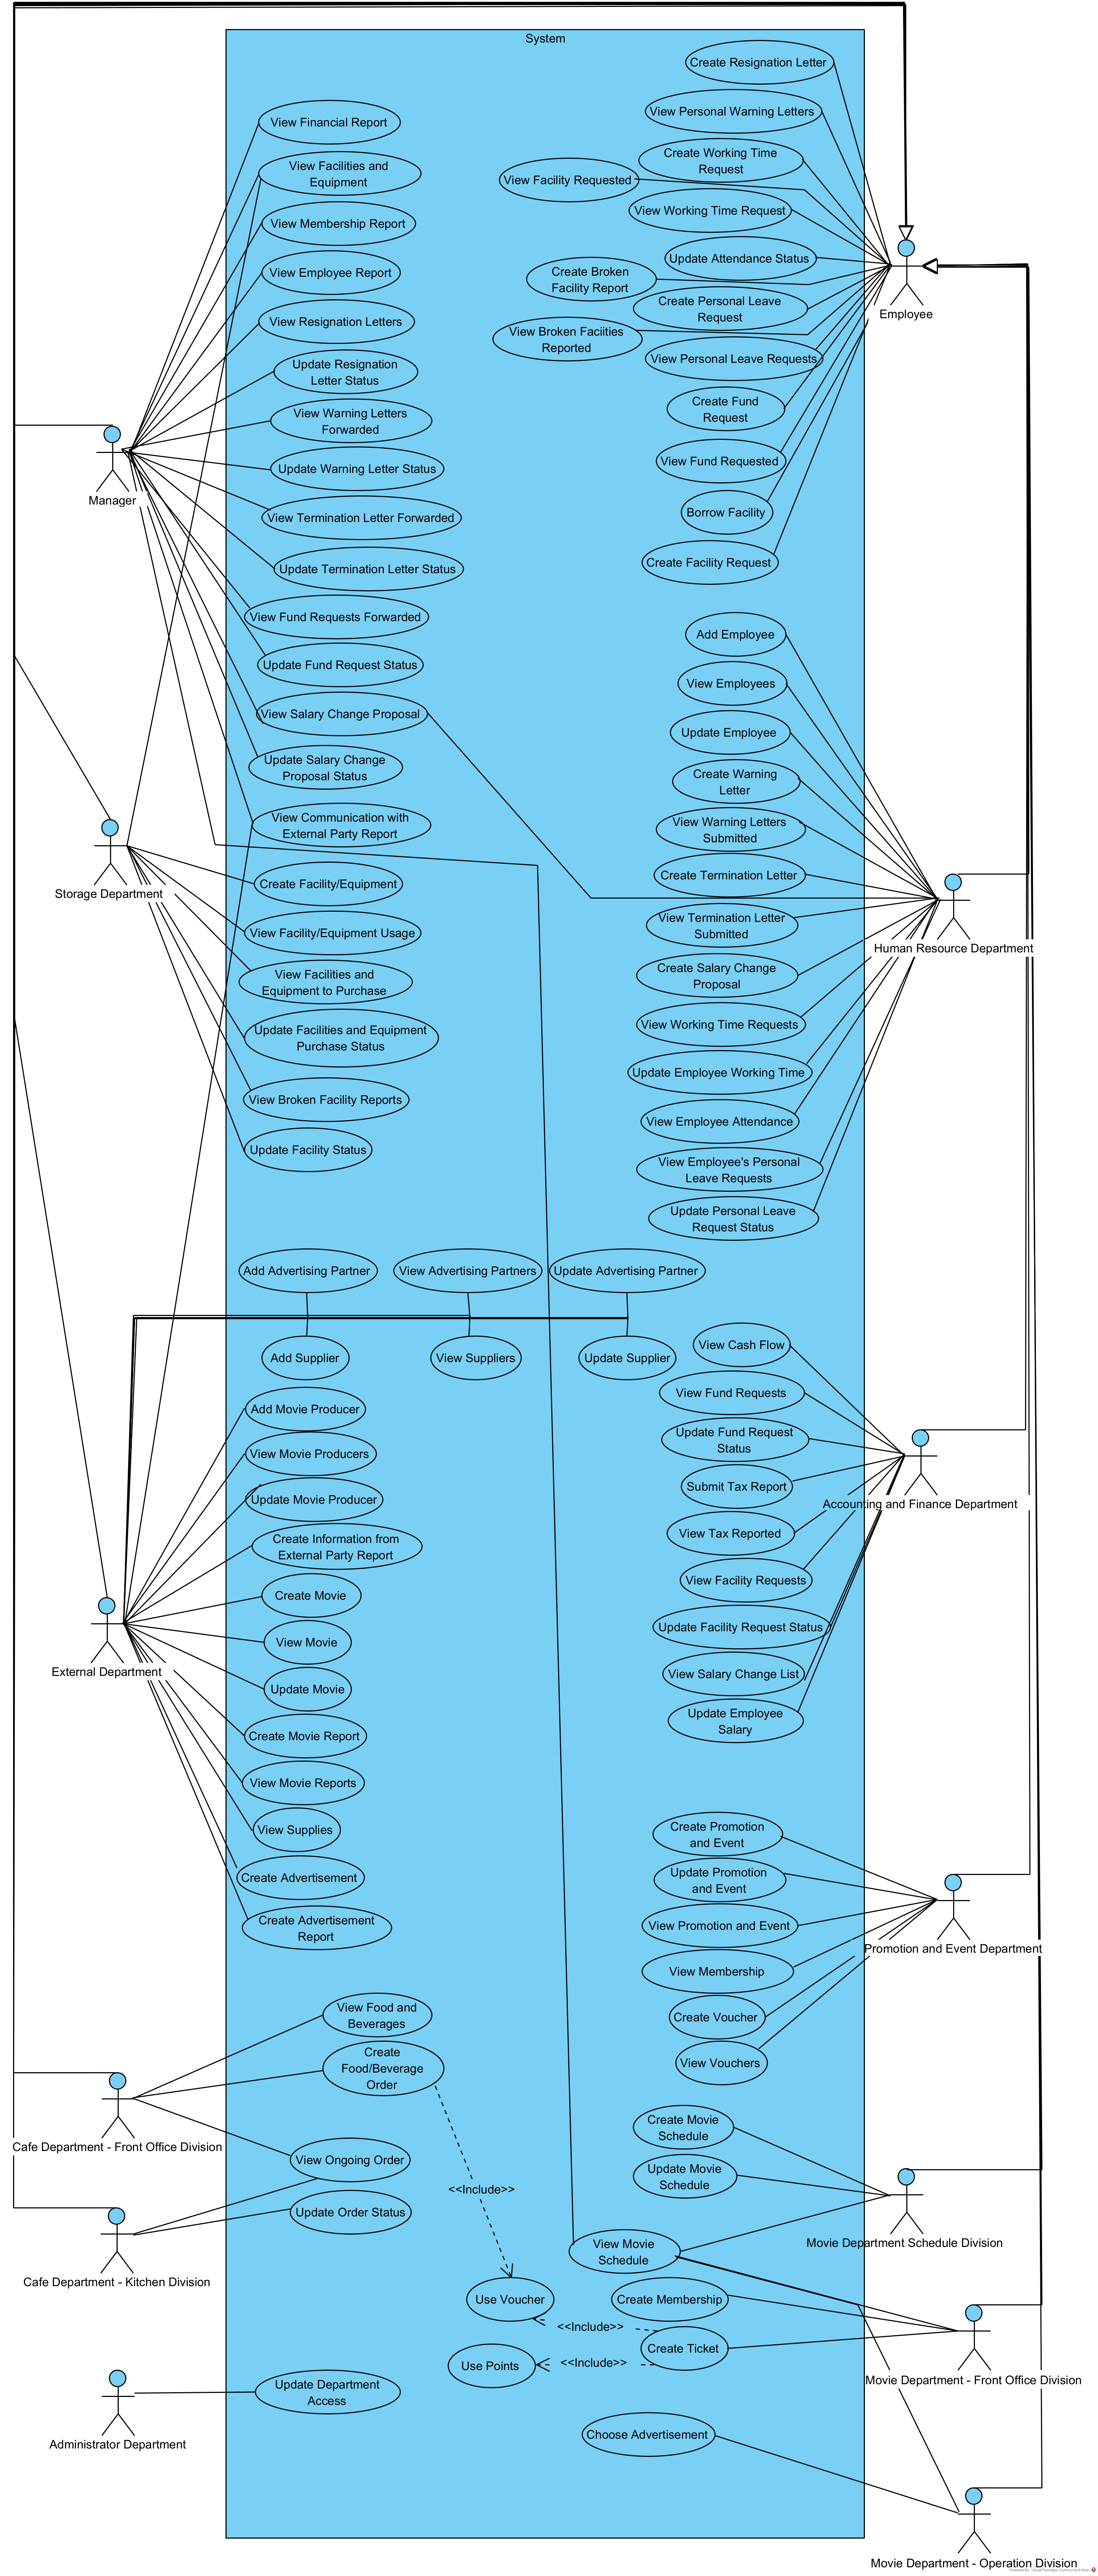 System
Create Resignation Letter
View Personal Warning Letters
View Financial Report
Create Working Time
Request
View Facilities and
Equipment
View Facility Requested
View Working Time Request
View Membership Report
Update Attendance Status
View Employee Report
Create Broken
Facility Report
Create Personal Leave
Request
Employee
View Resignation Letters
View Broken Faciities
Reported
View Personal Leave Requests
Update Resignation
Letter Status
Create Fund
Request
View Warning Letters
Forwarded
View Fund Requested
Update Warning Letter Status
Manager
Borrow Facility
View Termination Letter Forwarded
Create Facility Request
Update Termination Letter Status
View Fund Requests Forwarded
Add Employee
Update Fund Request Status
View Employees
View Salary Change Proposal
Update Employee
Update Salary Change
Proposal Status
Create Warning
Letter
View Communication with
External Party Report
View Warning Letters
Submitted
Create Termination Letter
Create Facility/Equipment
Storage Department
View Termination Letter
Submitted
View Facility/Equipment Usage
Human Resource Department
Create Salary Change
Proposal
View Facilities and
Equipment to Purchase
View Working Time Requests
Update Facilities and Equipment
Purchase Status
Update Employee Working Time
View Broken Facility Reports
View Employee Attendance
Update Facility Status
View Employee's Personal
Leave Requests
Update Personal Leave
Request Status
Add Advertising Partner
View Advertising Partners
Update Advertising Partner
View Cash Flow
Add Supplier
View Suppliers
Update Supplier
View Fund Requests
Add Movie Producer
Update Fund Request
Status
View Movie Producers
Submit Tax Report
Update Movie Producer
Accounting and Finance Department
View Tax Reported
Create Information from
External Party Report
View Facility Requests
Create Movie
Update Facility Request Status
View Movie
External Department
View Salary Change List
Update Movie
Update Employee
Salary
Create Movie Report
View Movie Reports
View Supplies
Create Promotion
and Event
Create Advertisement
Update Promotion
and Event
Create Advertisement
Report
View Promotion and Event
Promotion and Event Department
View Membership
View Food and
Beverages
Create Voucher
Create
Food/Beverage
Order
View Vouchers
Cafe Department - Front Office Division
Create Movie
Schedule
View Ongoing Order
Update Movie
Schedule
<<Include>>
Update Order Status
Movie Department Schedule Division
View Movie
Schedule
Cafe Department - Kitchen Division
Use Voucher
Create Membership
<<Include>>
Create Ticket
Use Points
<<Include>>
Movie Department - Front Office Division
Update Department
Access
Administrator Department
Choose Advertisement
Movie Department - Operation Division
Powered By Visual Paradigm Community Edition